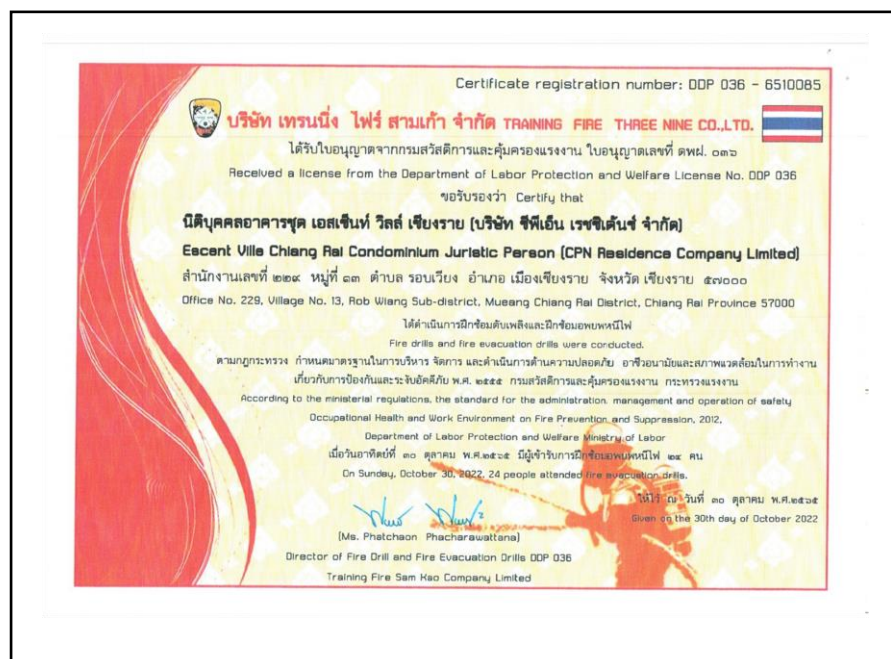 Certificate registration number: DDP 036 - 6510085
บริษัท เทรนนิ่ง ไฟร์ สามเก้า จำกัด TRAINING FIRE THREE NINE CO.,LTD.
ได้รับใบอนุญาตจากกรมสวัสดิการและคุ้มครองแรงงาน ใบอนุญาตเลขที่ ดพฝ. ๐๓๖
Received a license from the Department of Labor Protection and Welfare License No. DDP 036
ขอรับรองว่า Certify that
นิติบุคคลอาคารชุด เอสเซ็นท์ วิลล์ เชียงราย (บริษัท ซีพีเอ็น เรซซิเด้นซ์ จำกัด)
Escent Ville Chiang Rai Condominium Juristic Person (CPN Residence Company Limited)
สำนักงานเลขที่ ๒๒๙ หมู่ที่ ๑๓ ตำบล รอบเวียง อำเภอ เมืองเชียงราย จังหวัด เชียงราย ๕๗๐๐๐
Office No. 229, Village No. 13, Rob Wiang Sub-district, Mueang Chiang Rai District, Chiang Rai Province 57000
ได้ดำเนินการฝึกซ้อมดับเพลิงและฝึกซ้อมอพยพหนีไฟ
Fire drills and fire evacuation drills were conducted.
ตามกฎกระทรวง กำหนดมาตรฐานในการบริหาร จัดการ และดำเนินการด้านความปลอดภัย อาชีวอนามัยและสภาพแวดล้อมในการทำงาน
เกี่ยวกับการป้องกันและระงับอัคคีภัย พ.ศ. ๒๕๕๕ กรมสวัสดิการและคุ้มครองแรงงาน กระทรวงแรงงาน
According to the ministerial regulations, the standard for the administration, management and operation of safety
Occupational Health and Work Environment on Fire Prevention and Suppression, 2012,
Department of Labor Protection and Welfare Ministry of Labor
เมื่อวันอาทิตย์ที่ ๓๐ ตุลาคม พ.ศ.๒๕๖๕ มีผู้เข้ารับการฝึกซ้อมอพยพหนีไฟ ๒๔ คน
On Sunday, October 30, 2022, 24 people attended fire evacuation drills.
ให้ไว้ ณ วันที่ ๓๐ ตุลาคม พ.ศ.๒๕๖๕
Given on the 30th day of October 2022
(Ms. Phatchaon Phacharawattana)
Director of Fire Drill and Fire Evacuation Drills DDP 036
Training Fire Sam Kao Company Limited